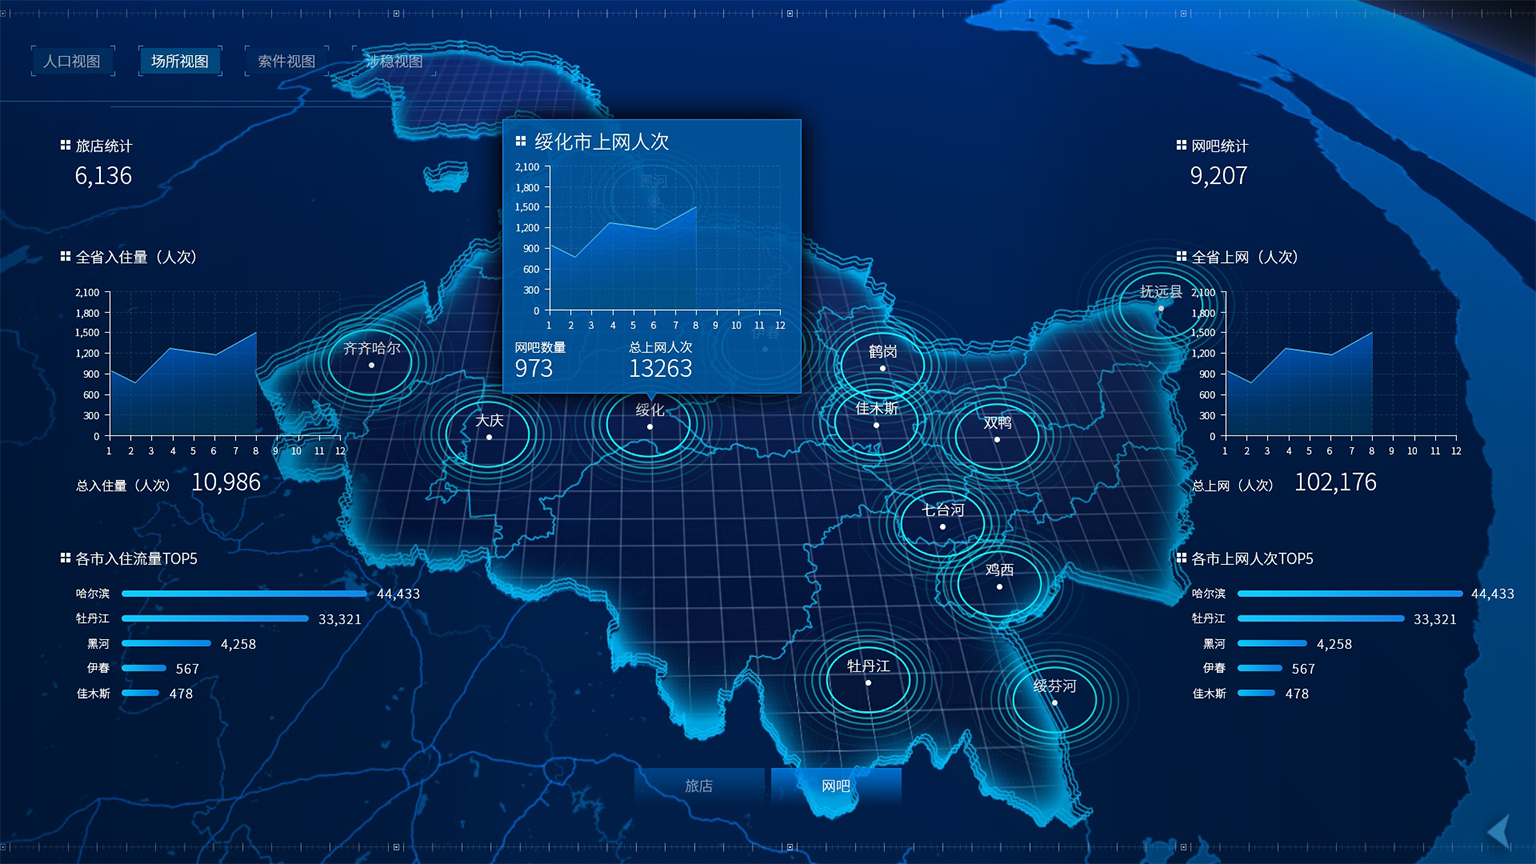 人口视图
场所视图
索件视图
涉稳视图
旅店统计
6,136
全省入住量（人次）
2,100
1,800
1,500
1,200
900
600
300
0
1 2 3 4 5 6 7 8 9 10 11 12
总入住量（人次） 10,986
各市入住流量TOP5
哈尔滨 44,433
牡丹江 33,321
黑河 4,258
伊春 567
佳木斯 478
绥化市上网人次
2,100
1,800
1,500
1,200
900
600
300
0
1 2 3 4 5 6 7 8 9 10 11 12
网吧数量 总上网人次
973 13263
黑河
伊春
齐齐哈尔
大庆
绥化
鹤岗
佳木斯
双鸭
抚远县
七台河
鸡西
牡丹江
绥芬河
旅店
网吧
网吧统计
9,207
全省上网（人次）
2,100
1,800
1,500
1,200
900
600
300
0
1 2 3 4 5 6 7 8 9 10 11 12
总上网（人次） 102,176
各市上网人次TOP5
哈尔滨 44,433
牡丹江 33,321
黑河 4,258
伊春 567
佳木斯 478